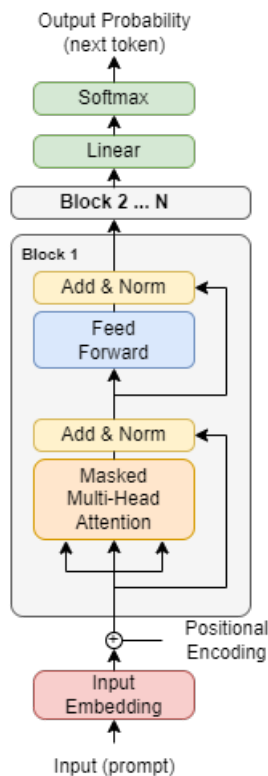 Output Probability
(next token)
Softmax
Linear
Block 2 ... N
Block 1
Add & Norm
Feed
Forward
Add & Norm
Masked
Multi-Head
Attention
Positional
Encoding
Input
Embedding
Input (prompt)